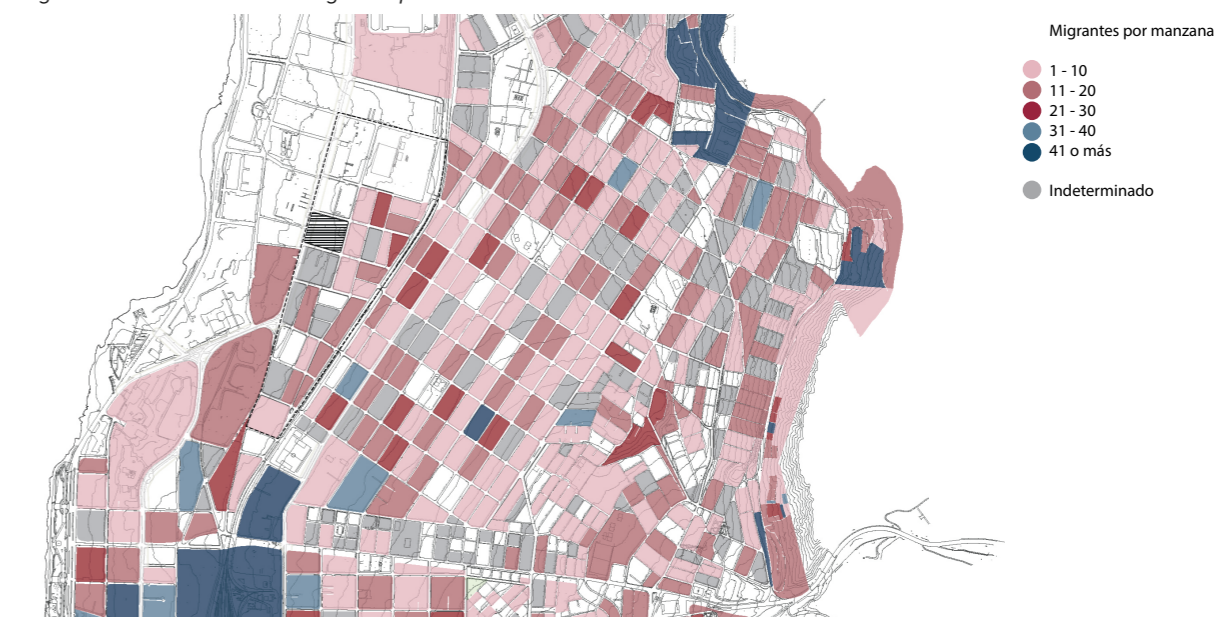 Migrantes por manzana
1 - 10
11 - 20
21 - 30
31 - 40
41 o más
Indeterminado